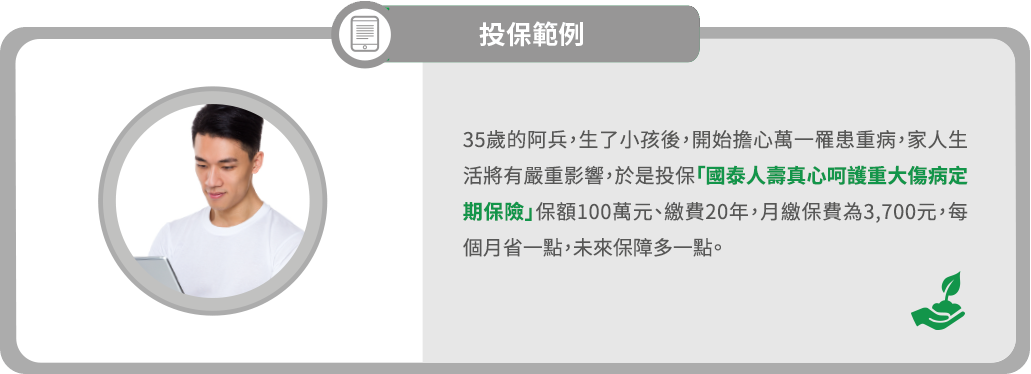 投保範例
35歲的阿兵，生了小孩後，開始擔心萬一罹患重病，家人生
活將有嚴重影響，於是投保「國泰人壽真心呵護重大傷病定
期保險」保額100萬元、繳費20年，月繳保費為3,700元，每
個月省一點，未來保障多一點。